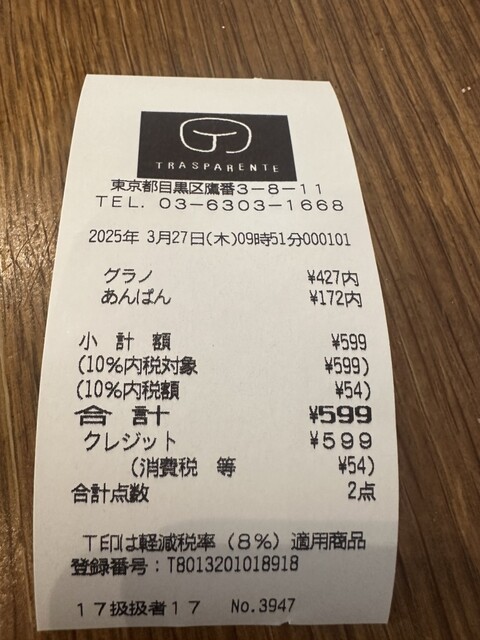 TRASPARENTE
東京都目黒区鷹番3-8-11
TEL. 03-6303-1668
2025年 3月27日(木)09時51分000101
グラノ ¥427内
あんぱん ¥172内
小計額 ¥599
(10%内税対象 ¥599)
(10%内税額 ¥54)
合計 ¥599
クレジット ¥599
(消費税 等 ¥54)
合計点数 2点
T印は軽減税率(8%)適用商品
登録番号:T8013201018918
17扱扱者17 No.3947